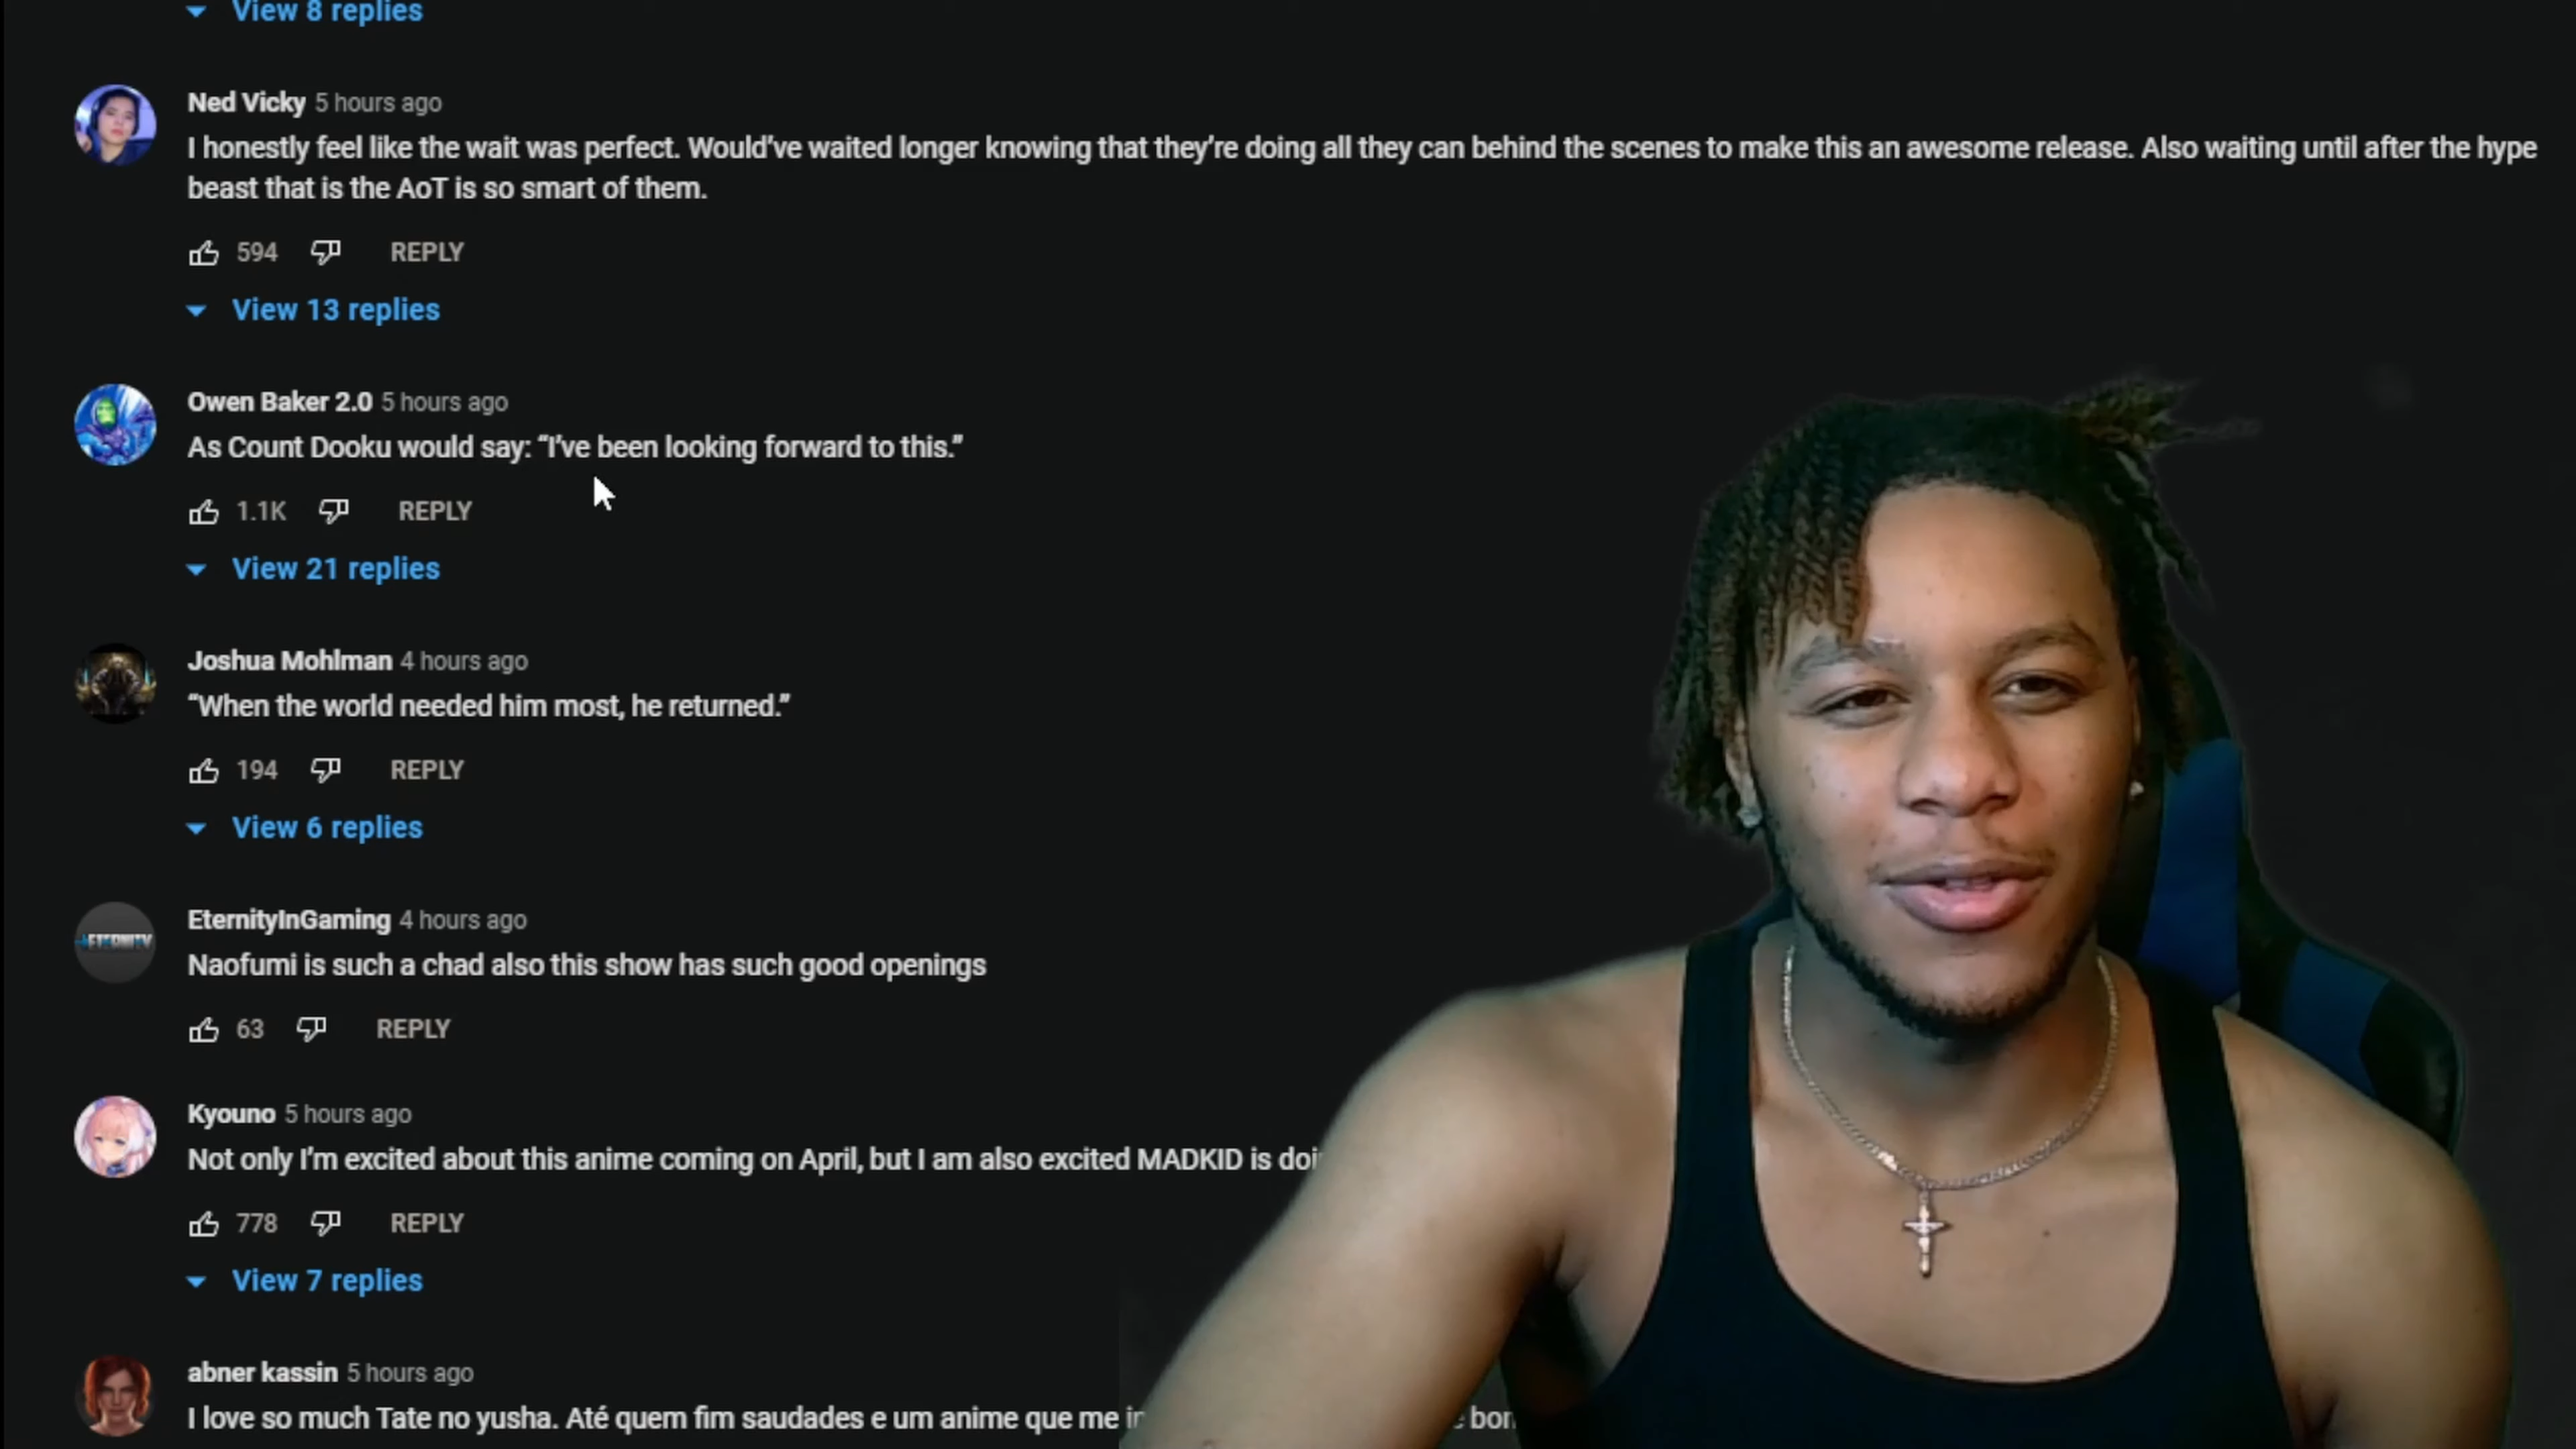 View 8 replies
Ned Vicky 5 hours ago
I honestly feel like the wait was perfect. Would've waited longer knowing that they're doing all they can behind the scenes to make this an awesome release. Also waiting until after the hype
beast that is the AoT is so smart of them.
594 REPLY
View 13 replies
Owen Baker 2.0 5 hours ago
As Count Dooku would say: “I've been looking forward to this.”
1.1K REPLY
View 21 replies
Joshua Mohlman 4 hours ago
“When the world needed him most, he returned.”
194 REPLY
View 6 replies
ETERNITY
EternityInGaming 4 hours ago
Naofumi is such a chad also this show has such good openings
63 REPLY
Kyouno 5 hours ago
Not only I'm excited about this anime coming on April, but I am also excited MADKID is
778 REPLY
View 7 replies
abner kassin 5 hours ago
I love so much Tate no yusha. Até quem fim saudades e um anime que me